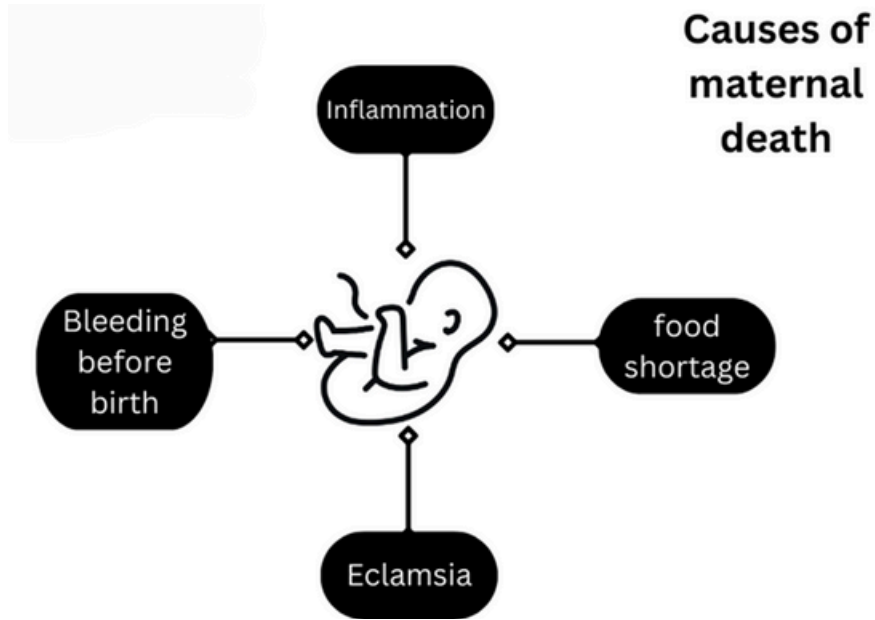 Causes of
maternal
death
Inflammation
Bleeding
before
birth
food
shortage
Eclamsia